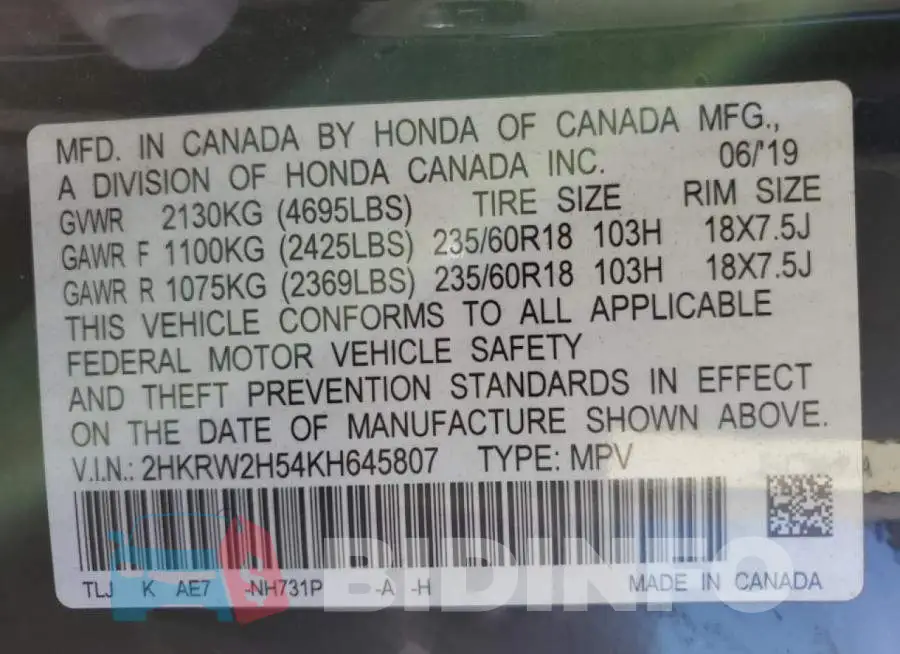 MFD. IN CANADA BY HONDA OF CANADA MFG.,
A DIVISION OF HONDA CANADA INC. 06/'19
GVWR 2130KG (4695LBS) TIRE SIZE RIM SIZE
GAWR F 1100KG (2425LBS) 235/60R18 103H 18X7.5J
GAWR R 1075KG (2369LBS) 235/60R18 103H 18X7.5J
THIS VEHICLE CONFORMS TO ALL APPLICABLE
FEDERAL MOTOR VEHICLE SAFETY
AND THEFT PREVENTION STANDARDS IN EFFECT
ON THE DATE OF MANUFACTURE SHOWN ABOVE.
V.I.N.: 2HKRW2H54KH645807 TYPE: MPV
BIDINFO
TLJ K AE7 -NH731P -A -H MADE IN CANADA